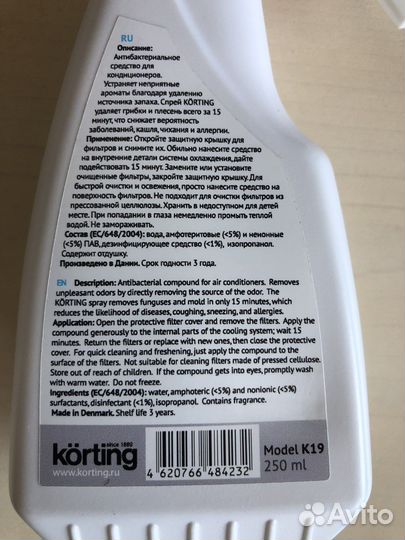 RU
Описание:
Антибактериальное
средство для
кондиционеров.
Устраняет неприятные
ароматы благодаря удалению
источника запаха. Спрей KÖRTING
удаляет грибки и плесень всего за 15
минут, что снижает вероятность
заболеваний, кашля, чихания и аллергии.
Применение: Откройте защитную крышку для
фильтров и снимите их. Обильно нанесите средство
на внутренние детали системы охлаждения, дайте
подействовать 15 минут. Замените или установите
очищенные фильтры, закройте защитную крышку. Для
быстрой очистки и освежения, просто нанесите средство на
поверхность фильтров. Не подходит для очистки фильтров из
прессованной целлюлозы. Хранить в недоступном для детей
месте. При попадании в глаза немедленно промыть теплой
водой. Не замораживать.
Состав (EC/648/2004): вода, амфотеритовые (<5%) и неионные
(<5%) ПАВ, дезинфицирующее средство (<1%), изопропанол.
Содержит отдушку.
Произведено в Дании. Срок годности 3 года.
EN Description: Antibacterial compound for air conditioners. Removes
unpleasant odors by directly removing the source of the odor. The
KÖRTING spray removes funguses and mold in only 15 minutes, which
reduces the likelihood of diseases, coughing, sneezing, and allergies.
Application: Open the protective filter cover and remove the filters. Apply the
compound generously to the internal parts of the cooling system; wait 15
minutes. Return the filters or replace with new ones, then close the protective
cover. For quick cleaning and freshening, just apply the compound to the
surface of the filters. Not suitable for cleaning filters made of pressed cellulose.
Store out of reach of children. If the compound gets into eyes, promptly wash
with warm water. Do not freeze.
Ingredients (EC/648/2004): water, amphoteric (<5%) and nonionic (<5%)
surfactants, disinfectant (<1%), isopropanol. Contains fragrance.
Made in Denmark. Shelf life 3 years.
körting
since 1889
www.korting.ru
4 620766 484232
Model K19
250 ml
Avito